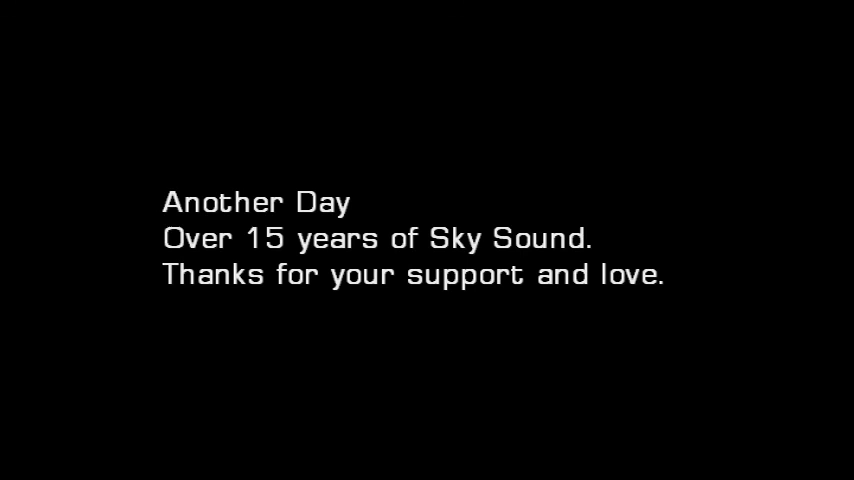 Another Day
Over 15 years of Sky Sound.
Thanks for your support and love.